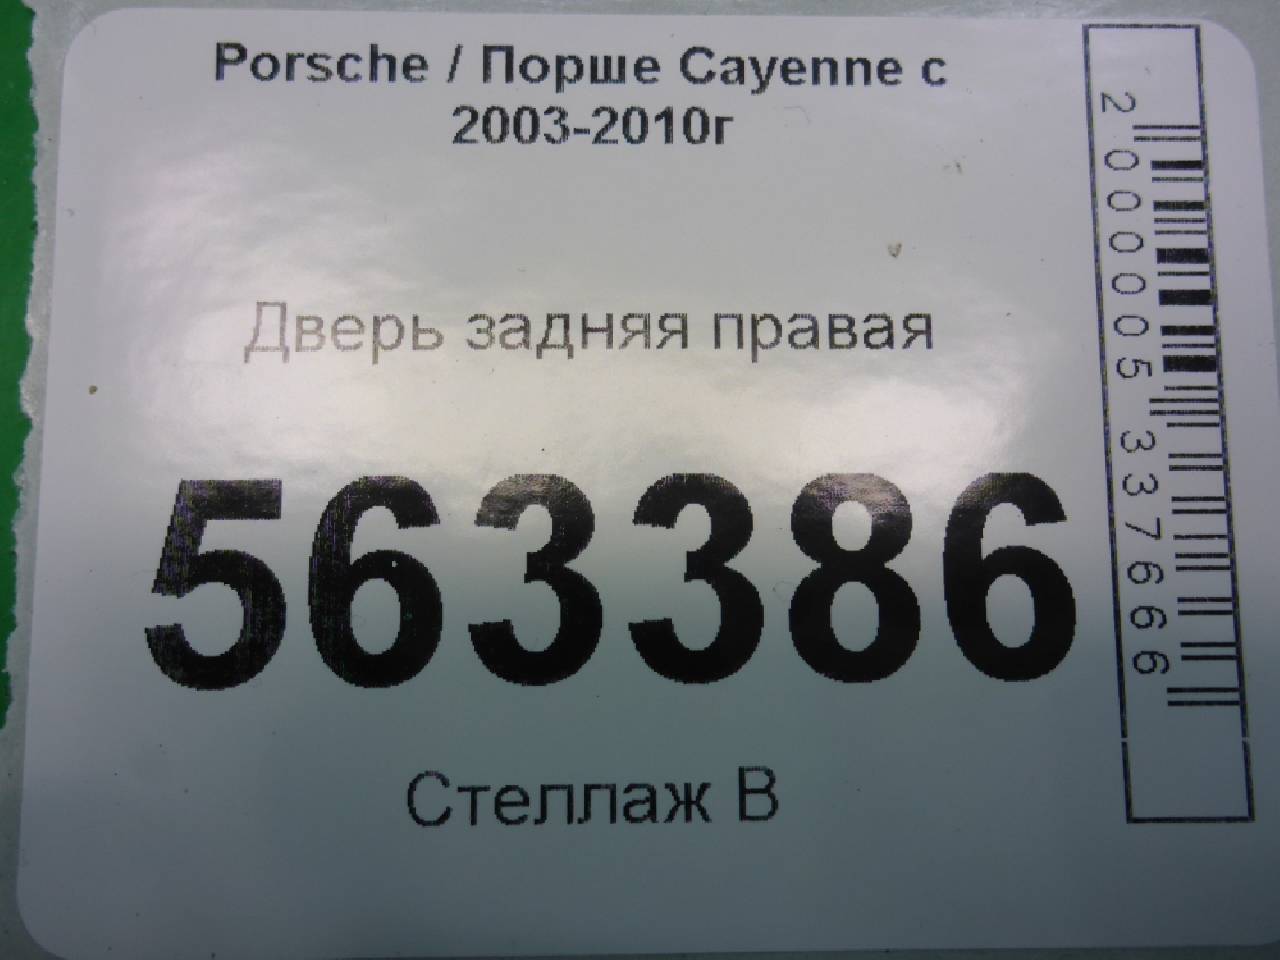 Porsche / Порше Cayenne с
2003-2010г
Дверь задняя правая
563386
Стеллаж В
2000005337666